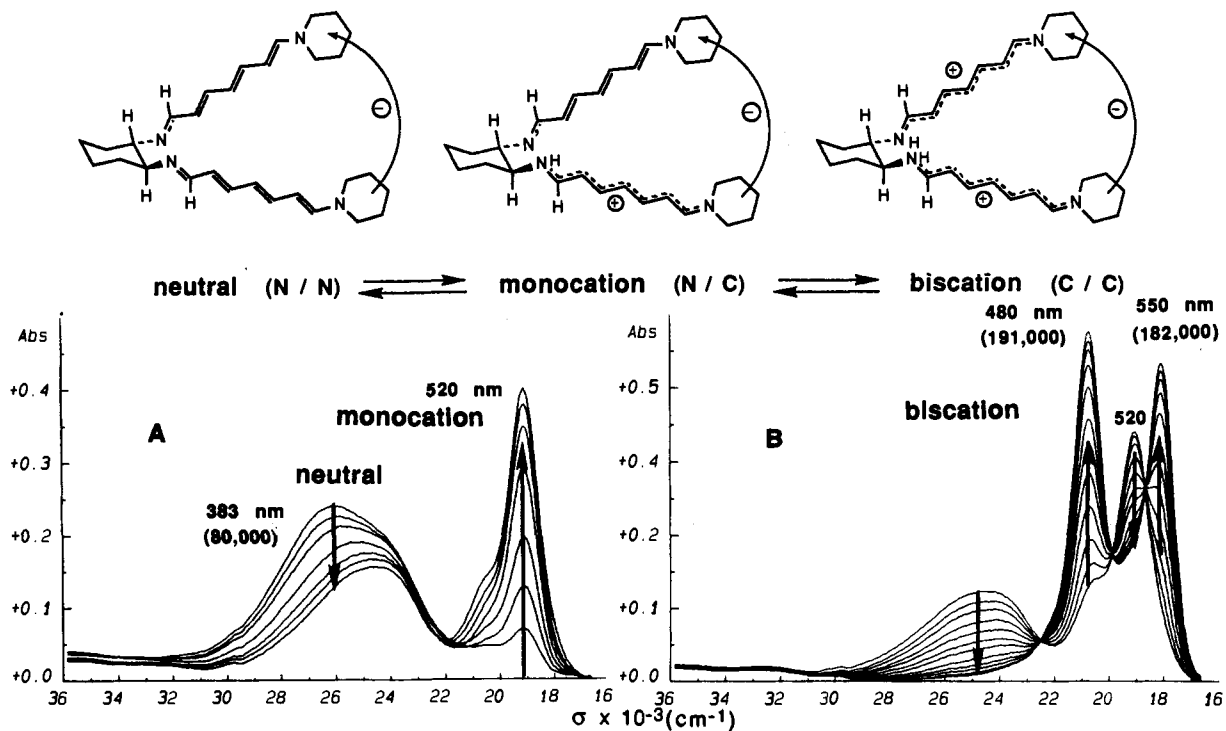 N
N
N
H
H
H
N
N
N
N
N
H
N
H
NH
H
N
N
⊕
⊖
H
N
H
NH
H
N
N
⊕
⊕
⊖
neutral (N / N) monocation (N / C) biscation (C / C)
Abs
+0.4
+0.3
+0.2
+0.1
+0.0
A
neutral
383 nm
(80,000)
520 nm
monocation
36 34 32 30 28 26 24 22 20 18 16
Abs
+0.5
+0.4
+0.2
+0.1
+0.0
B
biscation
480 nm
(191,000)
520
550 nm
(182,000)
36 34 32 30 28 26 24 22 20 18 16
σ x 10-3(cm-1)